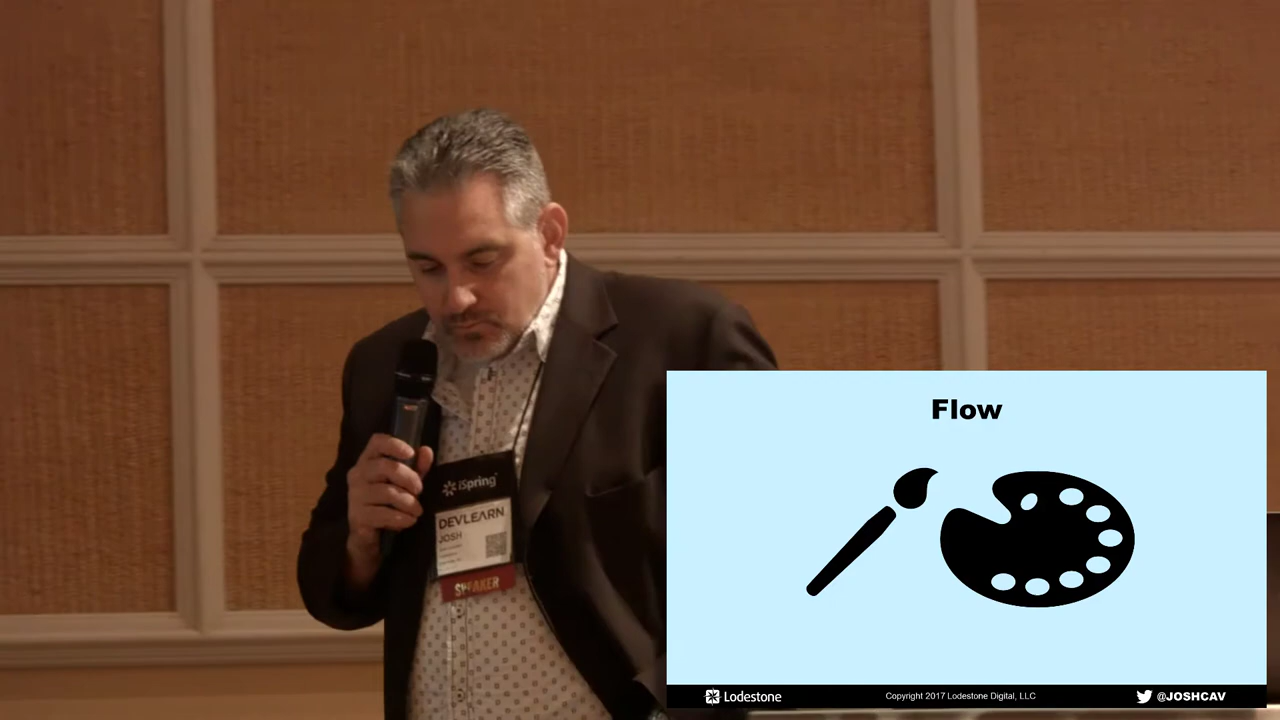 iSpring
DEVLEARN
JOSH
SPEAKER
Flow
Lodestone
Copyright 2017 Lodestone Digital, LLC
@JOSHCAV